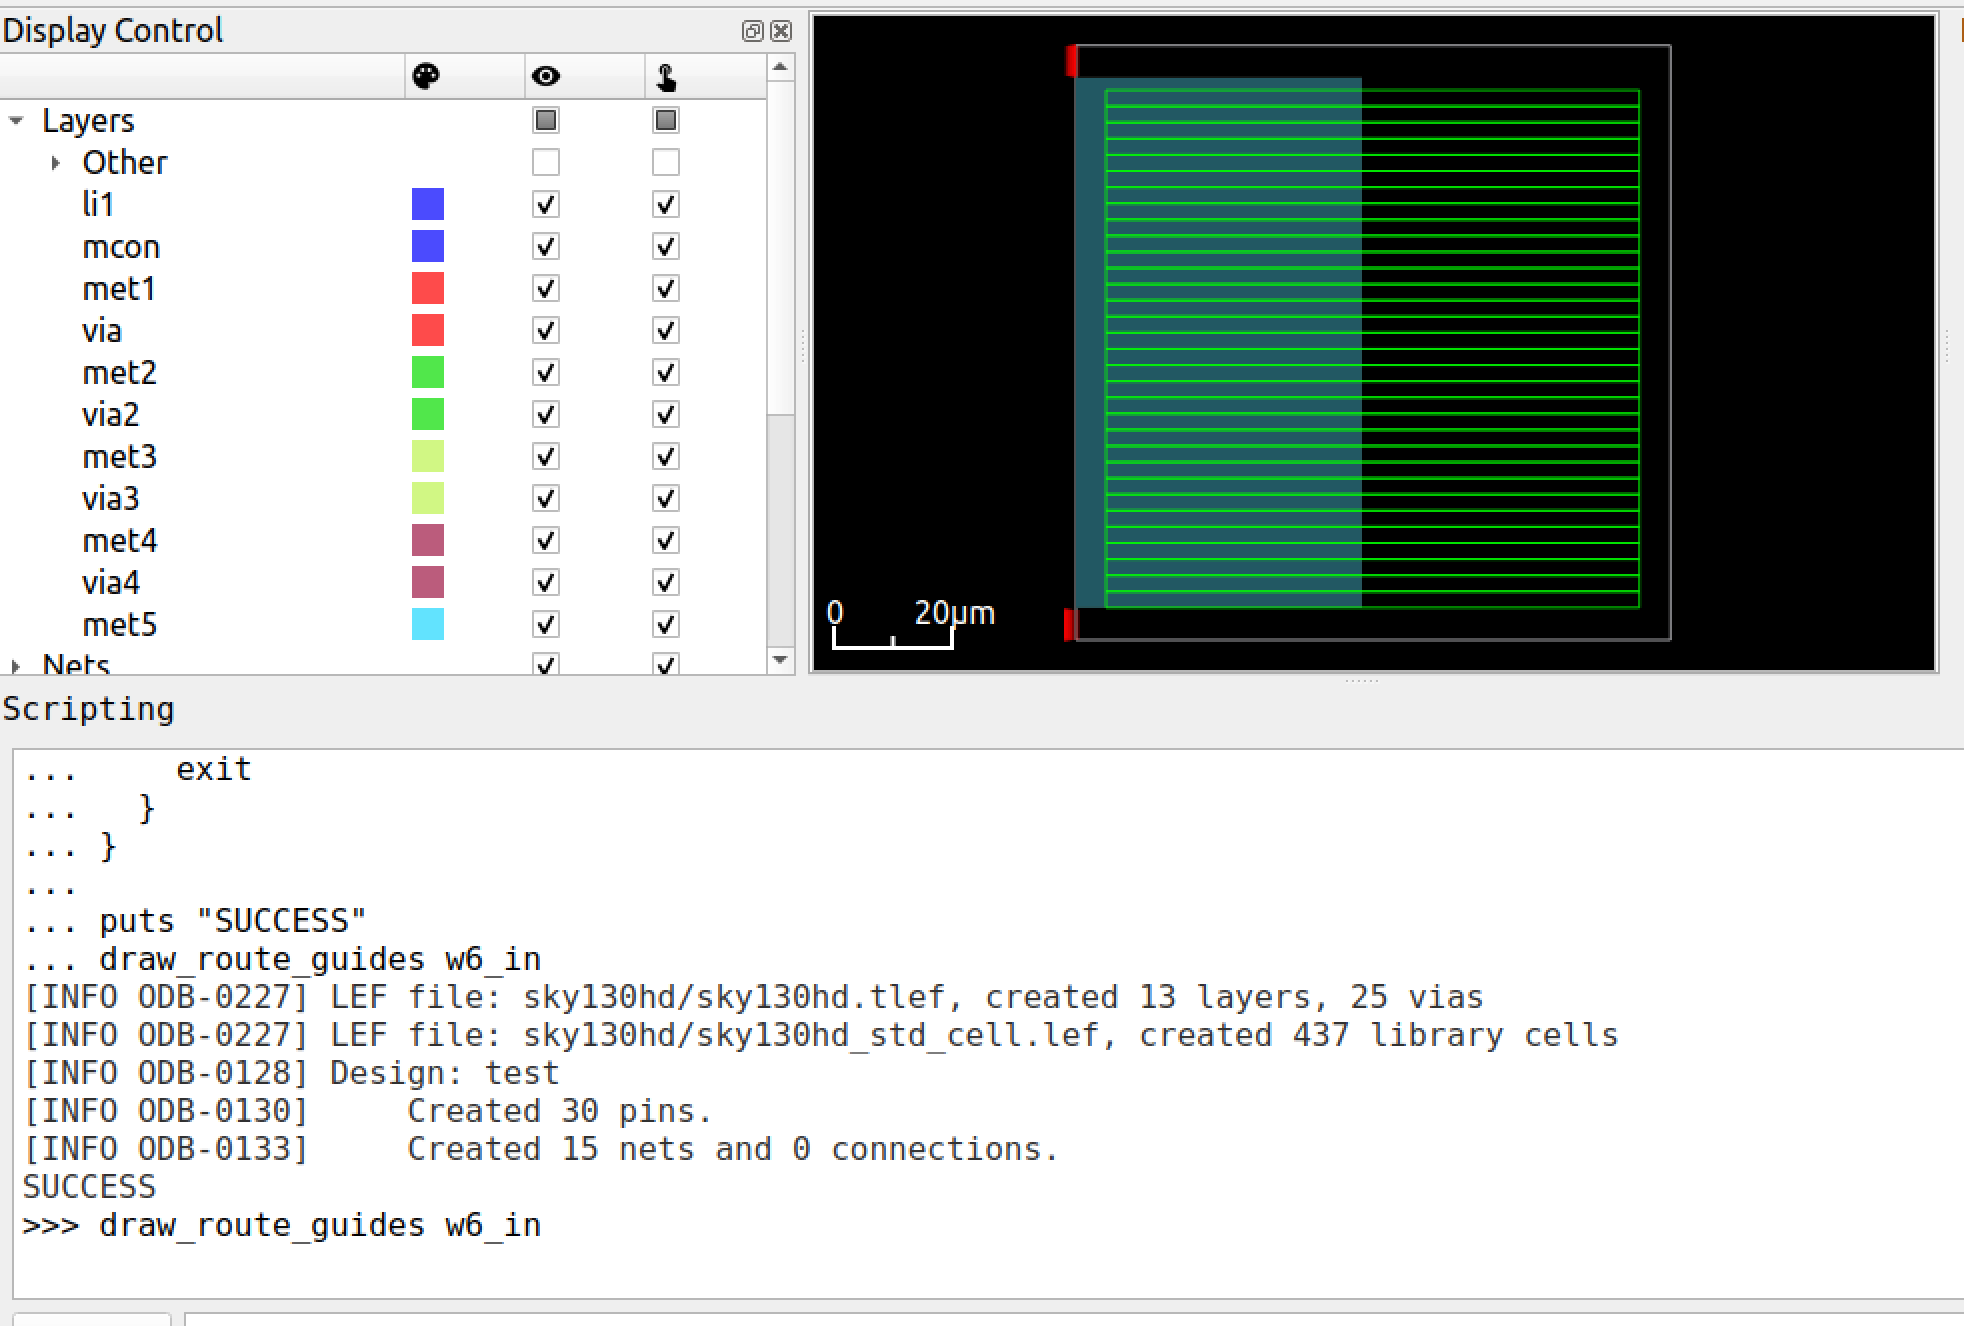 Display Control
Layers
Other
li1
mcon
met1
via
met2
via2
met3
via3
met4
via4
met5
Nets
0 20µm
Scripting
... exit
... }
... }
...
... puts "SUCCESS"
... draw_route_guides w6_in
[INFO ODB-0227] LEF file: sky130hd/sky130hd.tlef, created 13 layers, 25 vias
[INFO ODB-0227] LEF file: sky130hd/sky130hd_std_cell.lef, created 437 library cells
[INFO ODB-0128] Design: test
[INFO ODB-0130]     Created 30 pins.
[INFO ODB-0133]     Created 15 nets and 0 connections.
SUCCESS
>>> draw_route_guides w6_in